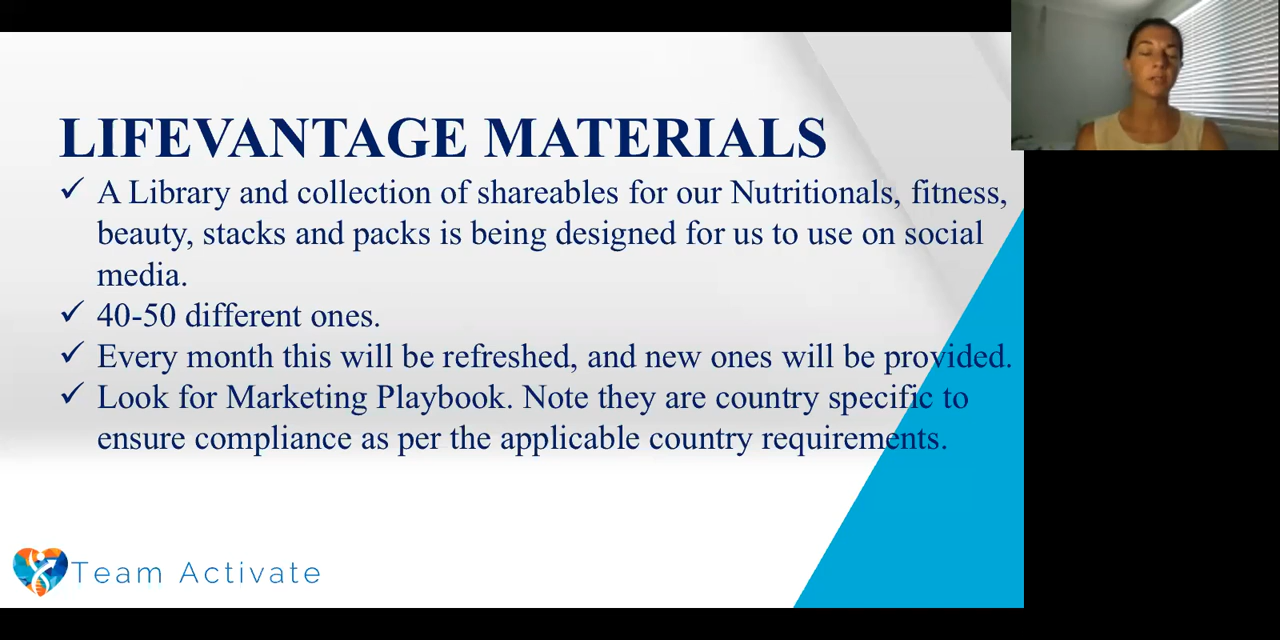 LIFEVANTAGE MATERIALS
✓ A Library and collection of shareables for our Nutritionals, fitness,
beauty, stacks and packs is being designed for us to use on social
media.
✓ 40-50 different ones.
✓ Every month this will be refreshed, and new ones will be provided.
✓ Look for Marketing Playbook. Note they are country specific to
ensure compliance as per the applicable country requirements.
Team Activate